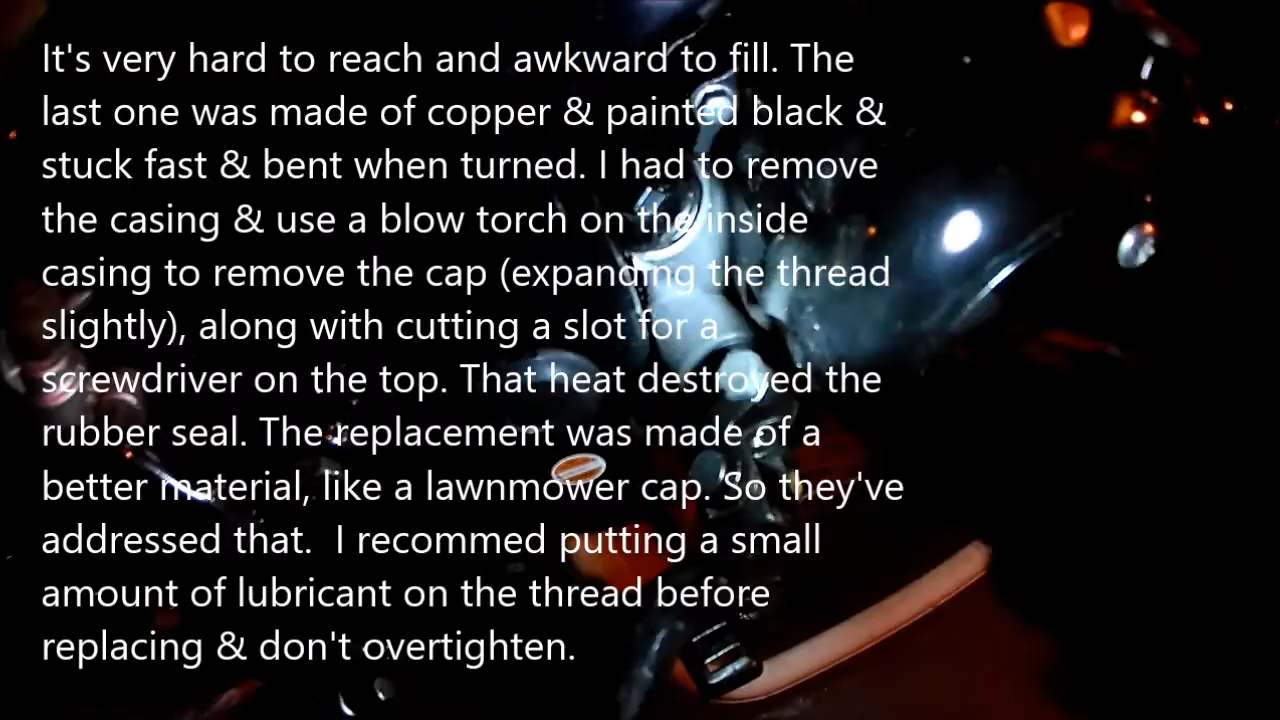 It's very hard to reach and awkward to fill. The
last one was made of copper & painted black &
stuck fast & bent when turned. I had to remove
the casing & use a blow torch on the inside
casing to remove the cap (expanding the thread
slightly), along with cutting a slot for a
screwdriver on the top. That heat destroyed the
rubber seal. The replacement was made of a
better material, like a lawnmower cap. So they've
addressed that.  I recommed putting a small
amount of lubricant on the thread before
replacing & don't overtighten.